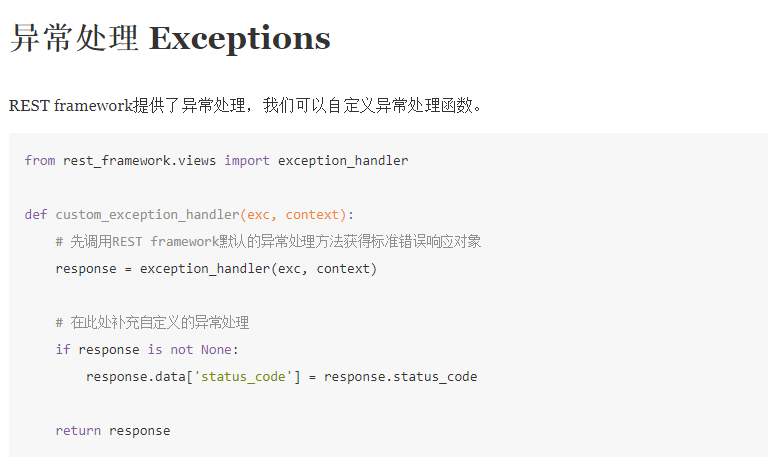 异常处理 Exceptions
REST framework提供了异常处理，我们可以自定义异常处理函数。
from rest_framework.views import exception_handler
def custom_exception_handler(exc, context):
    # 先调用REST framework默认的异常处理方法获得标准错误响应对象
    response = exception_handler(exc, context)
    # 在此处补充自定义的异常处理
    if response is not None:
        response.data['status_code'] = response.status_code
    return response